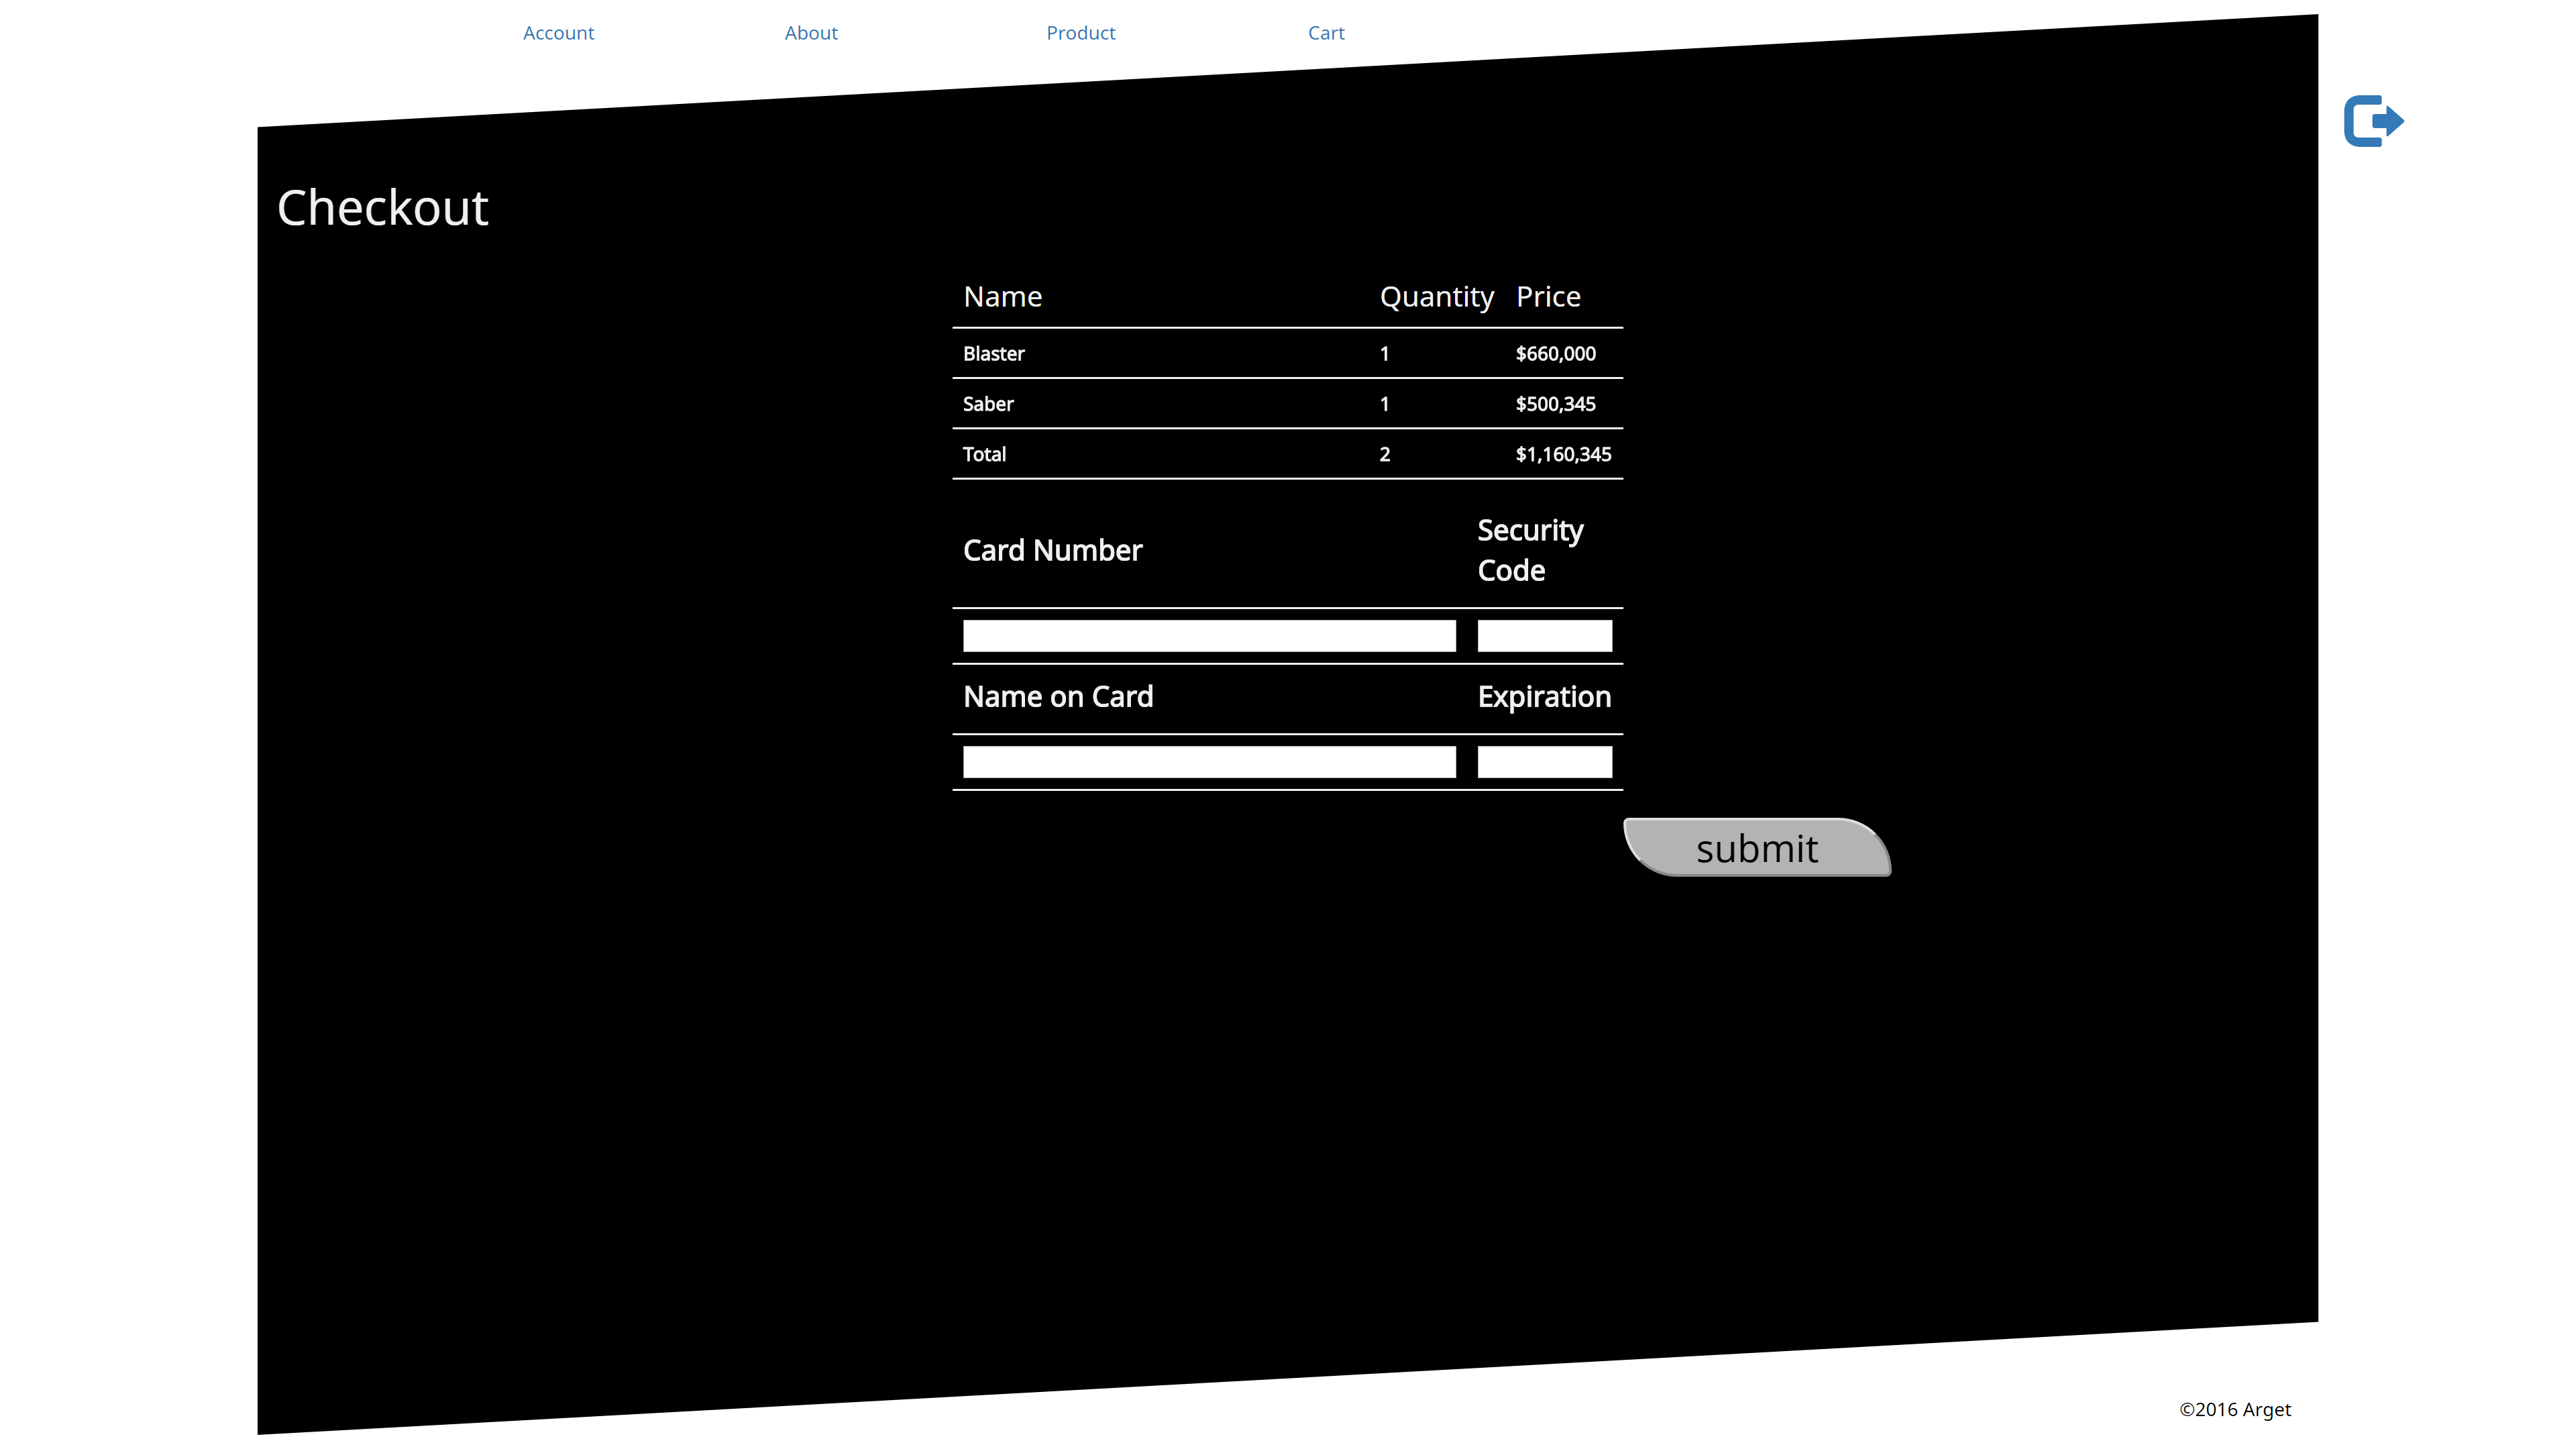 Account About Product Cart
Checkout
Name Quantity Price
Blaster 1 $660,000
Saber 1 $500,345
Total 2 $1,160,345
Card Number Security
Code
Name on Card Expiration
submit
©2016 Arget